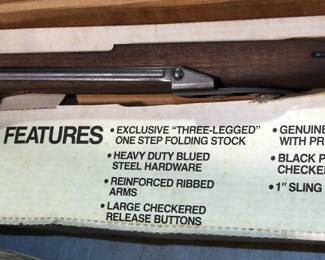 FEATURES
• EXCLUSIVE "THREE-LEGGED"
ONE STEP FOLDING STOCK
• HEAVY DUTY BLUED
STEEL HARDWARE
• REINFORCED RIBBED
ARMS
• LARGE CHECKERED
RELEASE BUTTONS
• GENUINE
WITH PR
• BLACK P
CHECKER
• 1" SLING